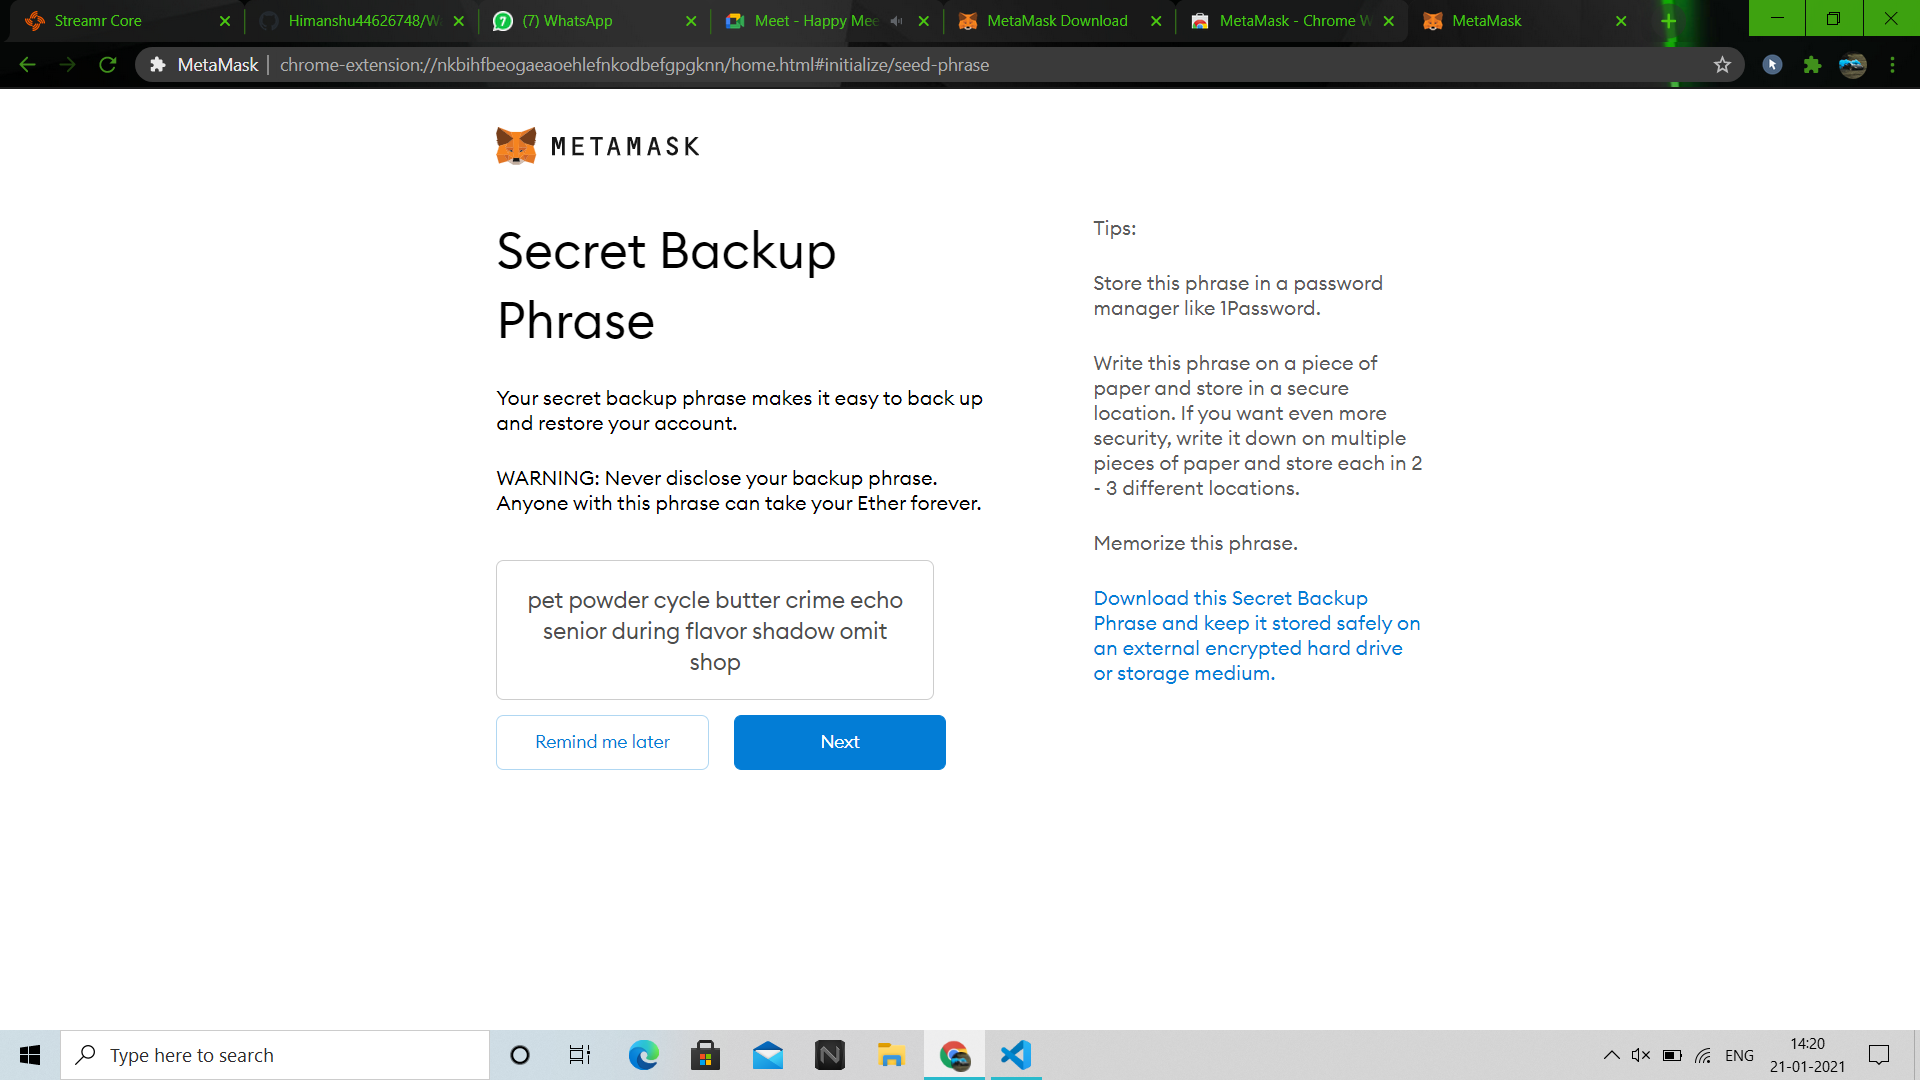 Streamr Core
Himanshu44626748/Wa
(7) WhatsApp
Meet - Happy Mee
MetaMask Download
MetaMask - Chrome W
MetaMask
MetaMask | chrome-extension://nkbihfbeogaeaoehlefnkodbefgpgknn/home.html#initialize/seed-phrase
METAMASK
Secret Backup
Phrase
Your secret backup phrase makes it easy to back up
and restore your account.
WARNING: Never disclose your backup phrase.
Anyone with this phrase can take your Ether forever.
pet powder cycle butter crime echo
senior during flavor shadow omit
shop
Remind me later
Next
Tips:
Store this phrase in a password
manager like 1Password.
Write this phrase on a piece of
paper and store in a secure
location. If you want even more
security, write it down on multiple
pieces of paper and store each in 2
- 3 different locations.
Memorize this phrase.
Download this Secret Backup
Phrase and keep it stored safely on
an external encrypted hard drive
or storage medium.
Type here to search
ENG
14:20
21-01-2021